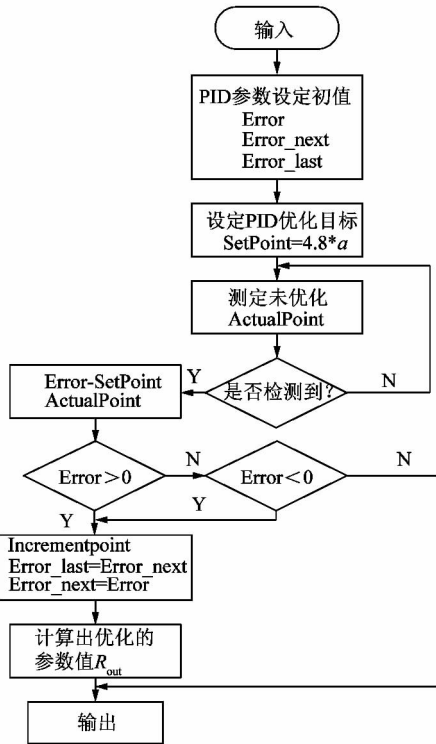 输入
PID参数设定初值
Error
Error_next
Error_last
设定PID优化目标
SetPoint=4.8*a
测定未优化
ActualPoint
是否检测到?
Y
N
Error-SetPoint
ActualPoint
Error>0
N
Error<0
N
Y
Y
Incrementpoint
Error_last=Error_next
Error_next=Error
计算出优化的
参数值Rout
输出